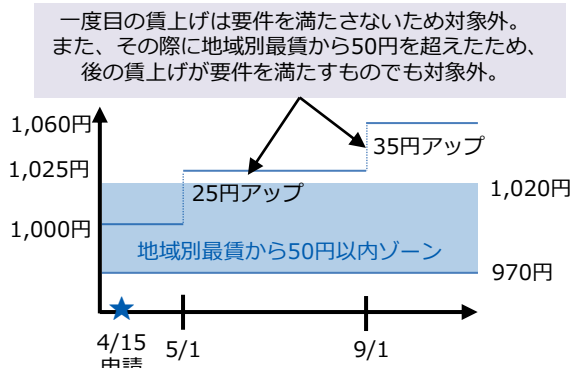 一度目の賃上げは要件を満たさないため対象外。
また、その際に地域別最賃から50円を超えたため、
後の賃上げが要件を満たすものでも対象外。
1,060円
35円アップ
1,025円
25円アップ
1,020円
1,000円
地域別最賃から50円以内ゾーン
970円
4/15
申請
5/1
9/1